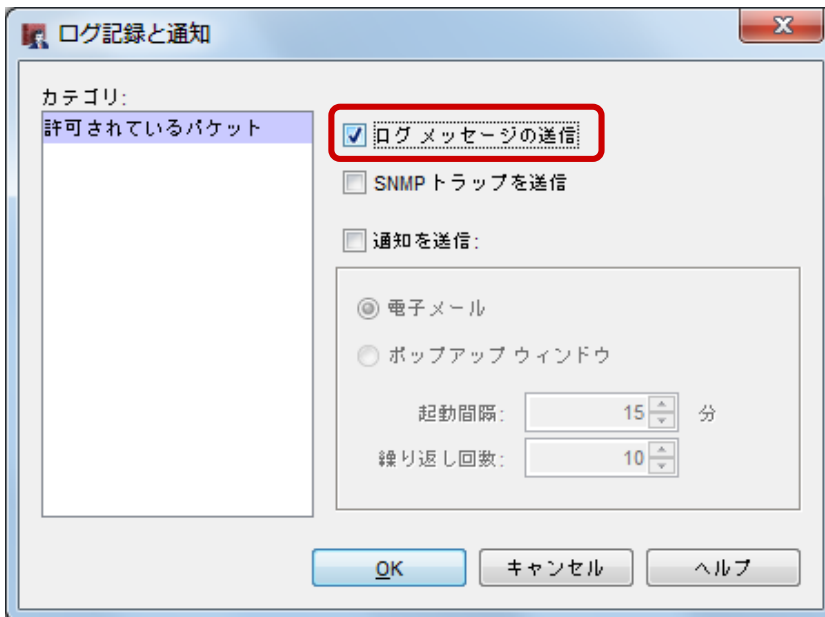 ログ記録と通知
カテゴリ:
許可されているパケット
ログ メッセージの送信
SNMP トラップを送信
通知を送信:
電子メール
ポップアップ ウィンドウ
起動間隔: 15 分
繰り返し回数: 10
OK キャンセル ヘルプ